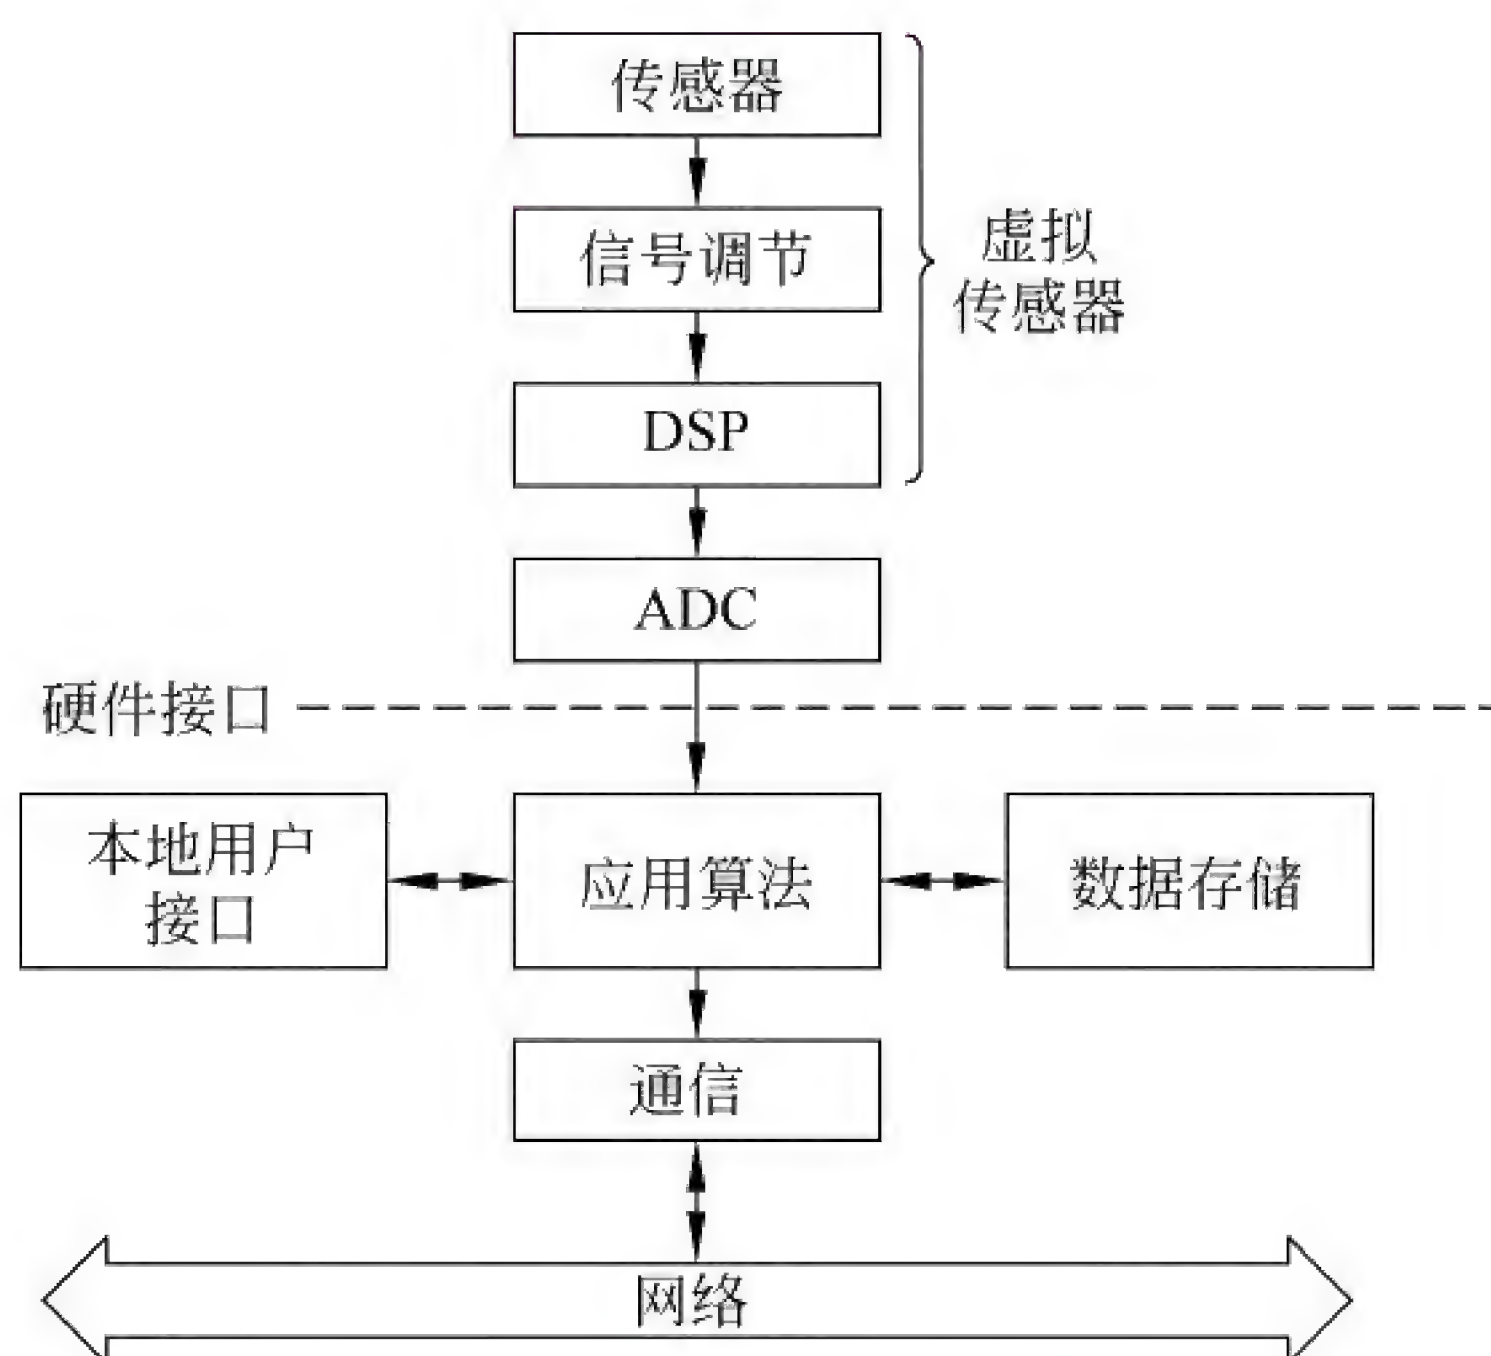 传感器
信号调节
虚拟
传感器
DSP
ADC
硬件接口
本地用户
接口
应用算法
数据存储
通信
网络